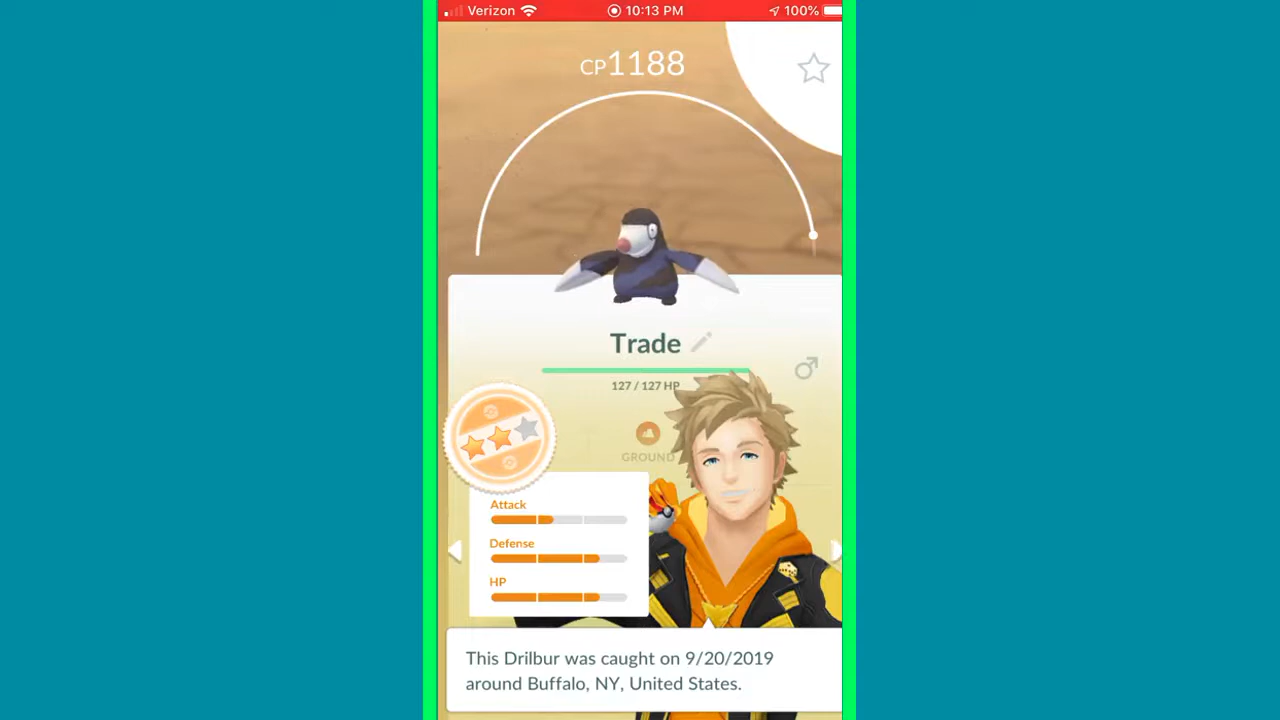 Verizon 10:13 PM 100%
CP1188
Trade
127 / 127 HP
GROUND
Attack
Defense
HP
This Drilbur was caught on 9/20/2019
around Buffalo, NY, United States.